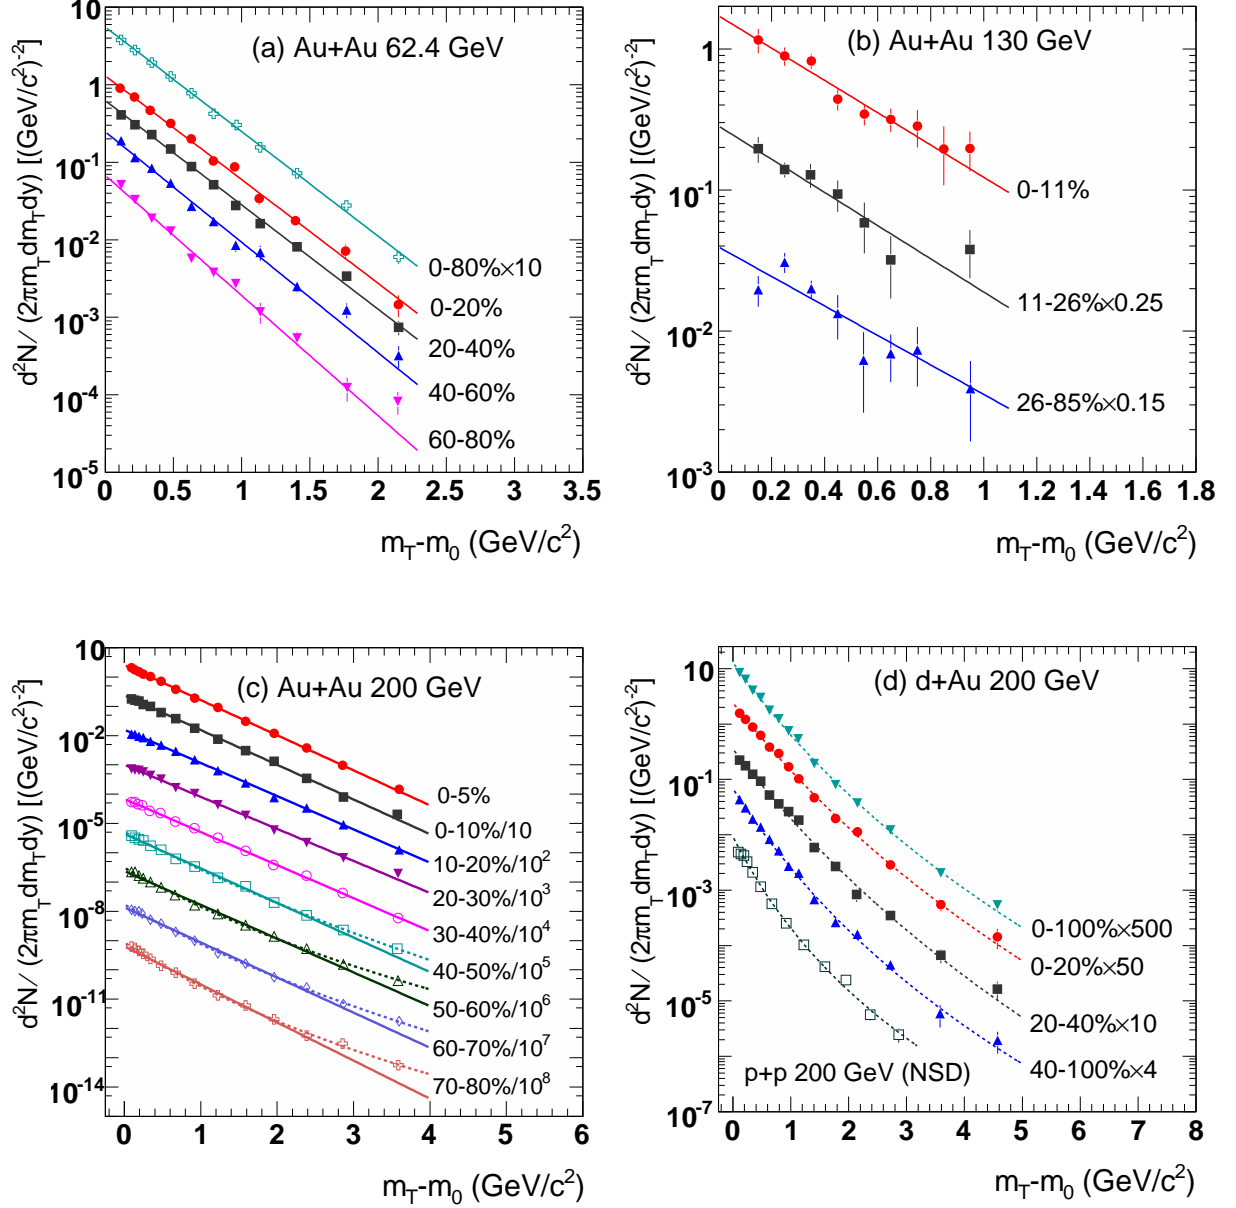 (a) Au+Au 62.4 GeV
d²N / (2πm_T dm_T dy) [(GeV/c²)⁻²]
10
1
10⁻¹
10⁻²
10⁻³
10⁻⁴
10⁻⁵
0-80%×10
0-20%
20-40%
40-60%
60-80%
0 0.5 1 1.5 2 2.5 3 3.5
m_T-m₀ (GeV/c²)
(b) Au+Au 130 GeV
d²N / (2πm_T dm_T dy) [(GeV/c²)⁻²]
1
10⁻¹
10⁻²
10⁻³
0-11%
11-26%×0.25
26-85%×0.15
0 0.2 0.4 0.6 0.8 1 1.2 1.4 1.6 1.8
m_T-m₀ (GeV/c²)
(c) Au+Au 200 GeV
d²N / (2πm_T dm_T dy) [(GeV/c²)⁻²]
10
10⁻²
10⁻⁵
10⁻⁸
10⁻¹¹
10⁻¹⁴
0-5%
0-10%/10
10-20%/10²
20-30%/10³
30-40%/10⁴
40-50%/10⁵
50-60%/10⁶
60-70%/10⁷
70-80%/10⁸
0 1 2 3 4 5 6
m_T-m₀ (GeV/c²)
(d) d+Au 200 GeV
d²N / (2πm_T dm_T dy) [(GeV/c²)⁻²]
10
10⁻¹
10⁻³
10⁻⁵
10⁻⁷
0-100%×500
0-20%×50
20-40%×10
40-100%×4
p+p 200 GeV (NSD)
0 1 2 3 4 5 6 7 8
m_T-m₀ (GeV/c²)